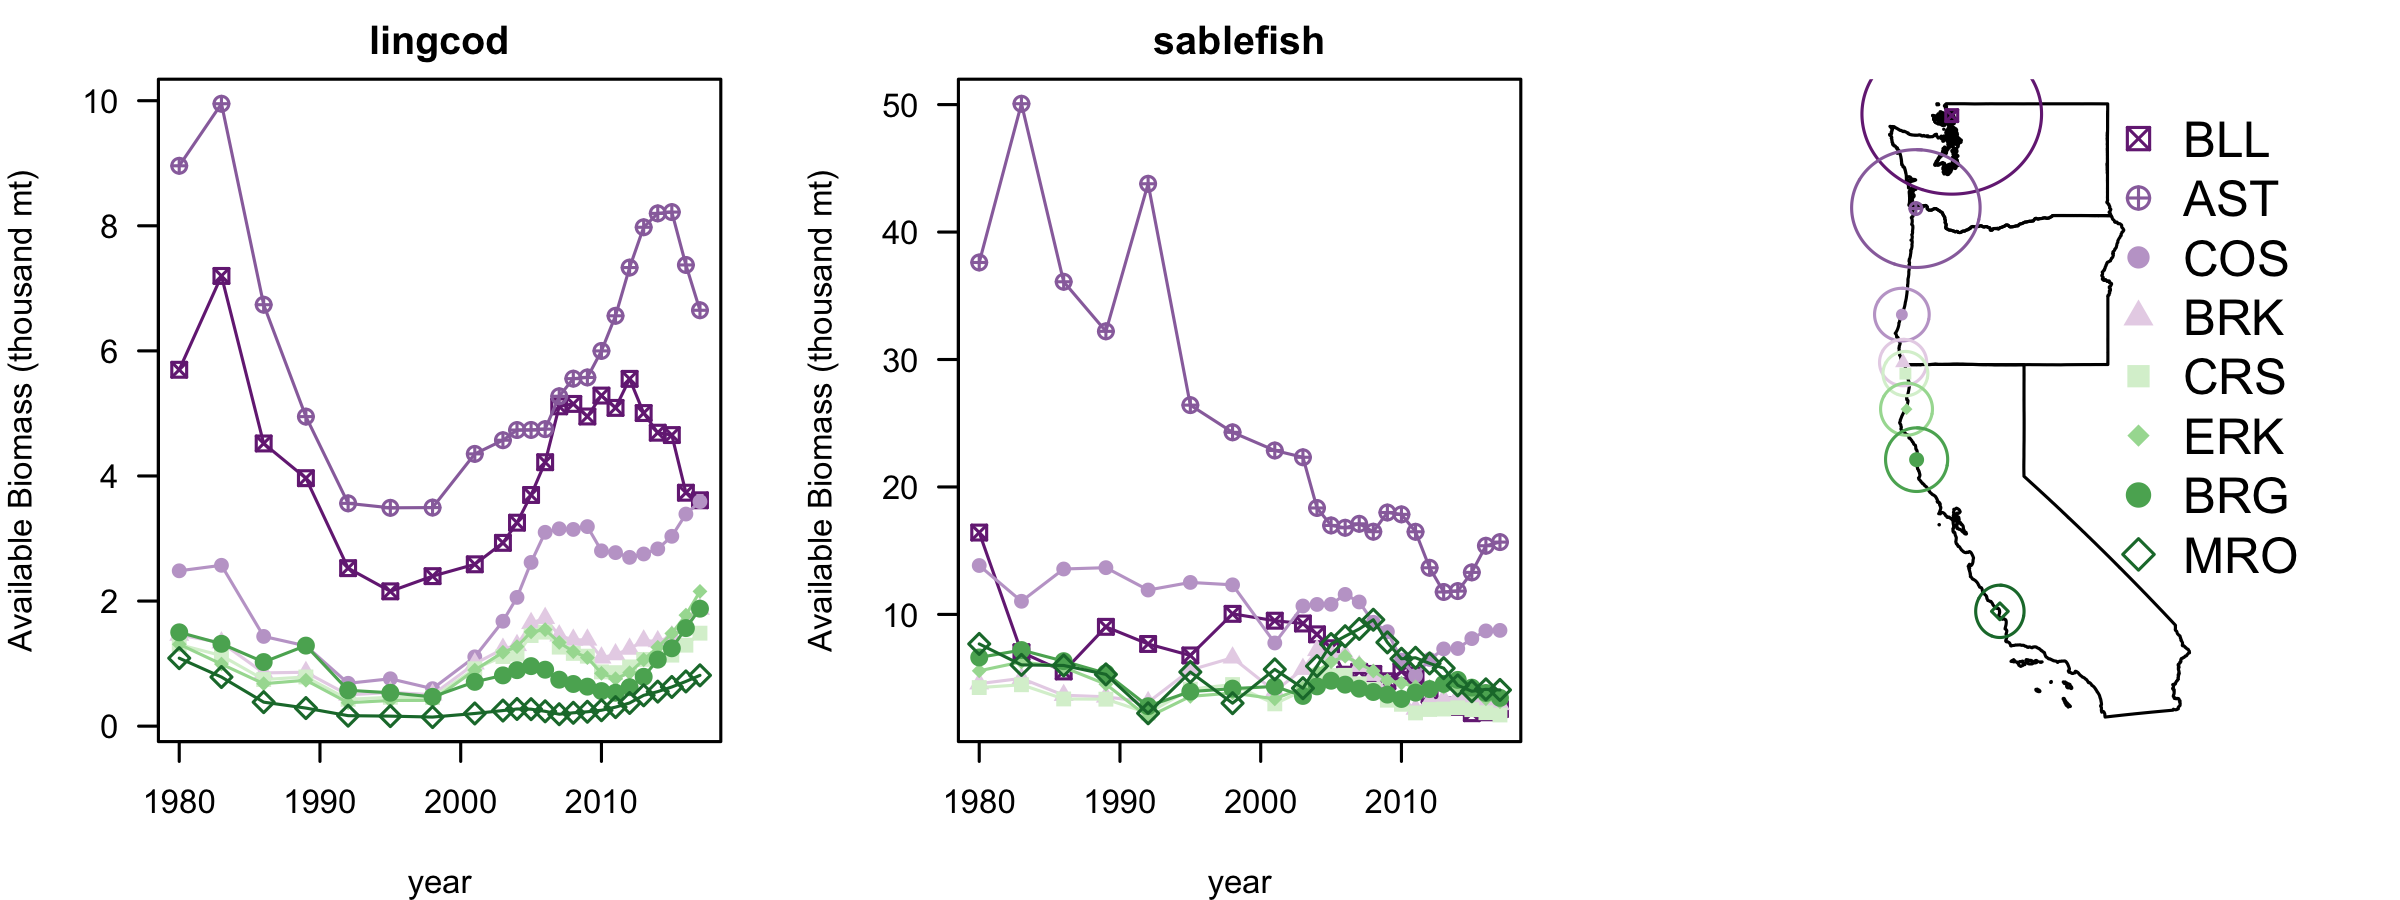 lingcod
Available Biomass (thousand mt)
10
8
6
4
2
0
1980 1990 2000 2010
year
sablefish
Available Biomass (thousand mt)
50
40
30
20
10
1980 1990 2000 2010
year
BLL
AST
COS
BRK
CRS
ERK
BRG
MRO